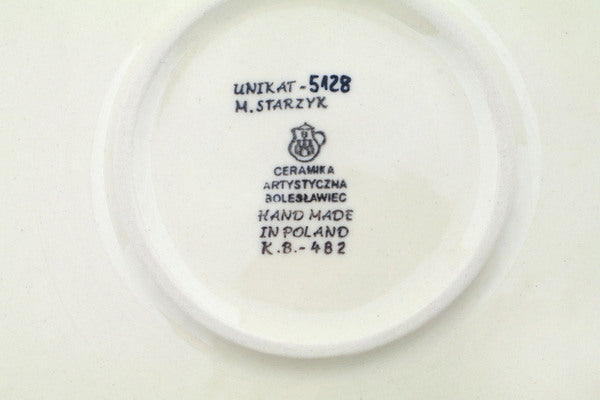 UNIKAT-5128
M. STARZYK
CERAMIKA
ARTYSTYCZNA
BOLESŁAWIEC
HAND MADE
IN POLAND
K.B.-482